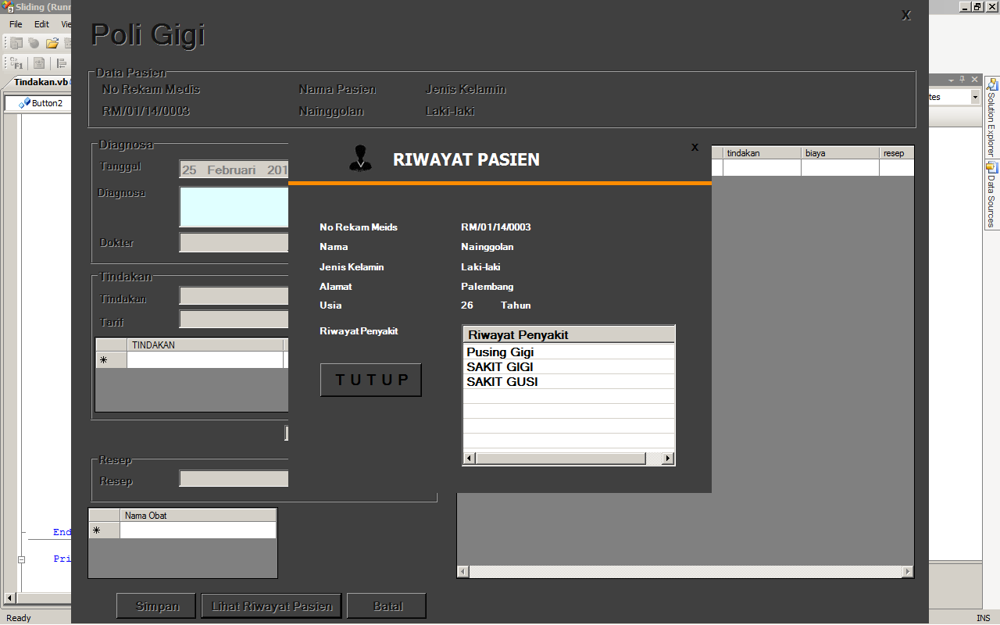 Sliding (Runn
File Edit Vie
Tindakan.vb
Button2
tes
Solution Explorer
Data Sources
Poli Gigi
X
Data Pasien
No Rekam Medis Nama Pasien Jenis Kelamin
RM/01/14/0003 Nainggolan Laki-laki
Diagnosa
Tanggal 25 Februari 201
Diagnosa
Dokter
Tindakan
Tindakan
Tarif
TINDAKAN
Resep
Resep
Nama Obat
Simpan Lihat Riwayat Pasien Batal
tindakan biaya resep
RIWAYAT PASIEN
X
No Rekam Meids RM/01/14/0003
Nama Nainggolan
Jenis Kelamin Laki-laki
Alamat Palembang
Usia 26 Tahun
Riwayat Penyakit
Riwayat Penyakit
Pusing Gigi
SAKIT GIGI
SAKIT GUSI
T U T U P
End
Pri
Ready INS